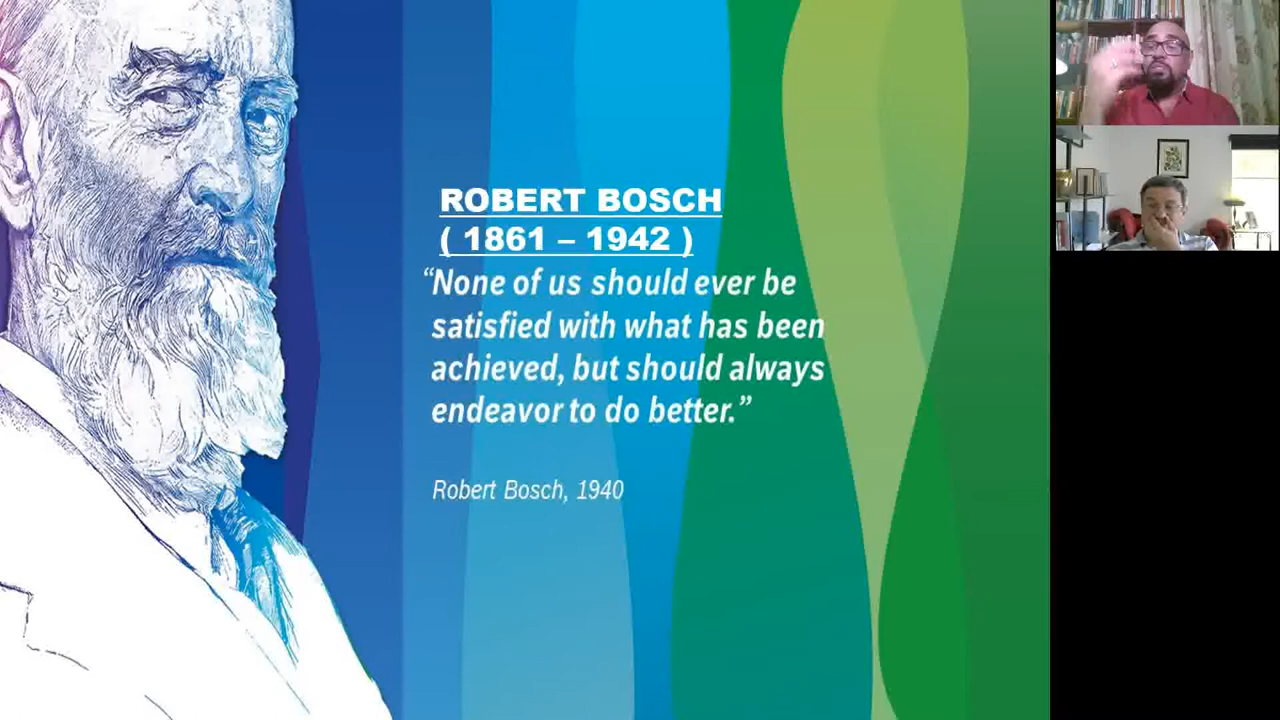 ROBERT BOSCH
( 1861 – 1942 )
“None of us should ever be
satisfied with what has been
achieved, but should always
endeavor to do better.”
Robert Bosch, 1940